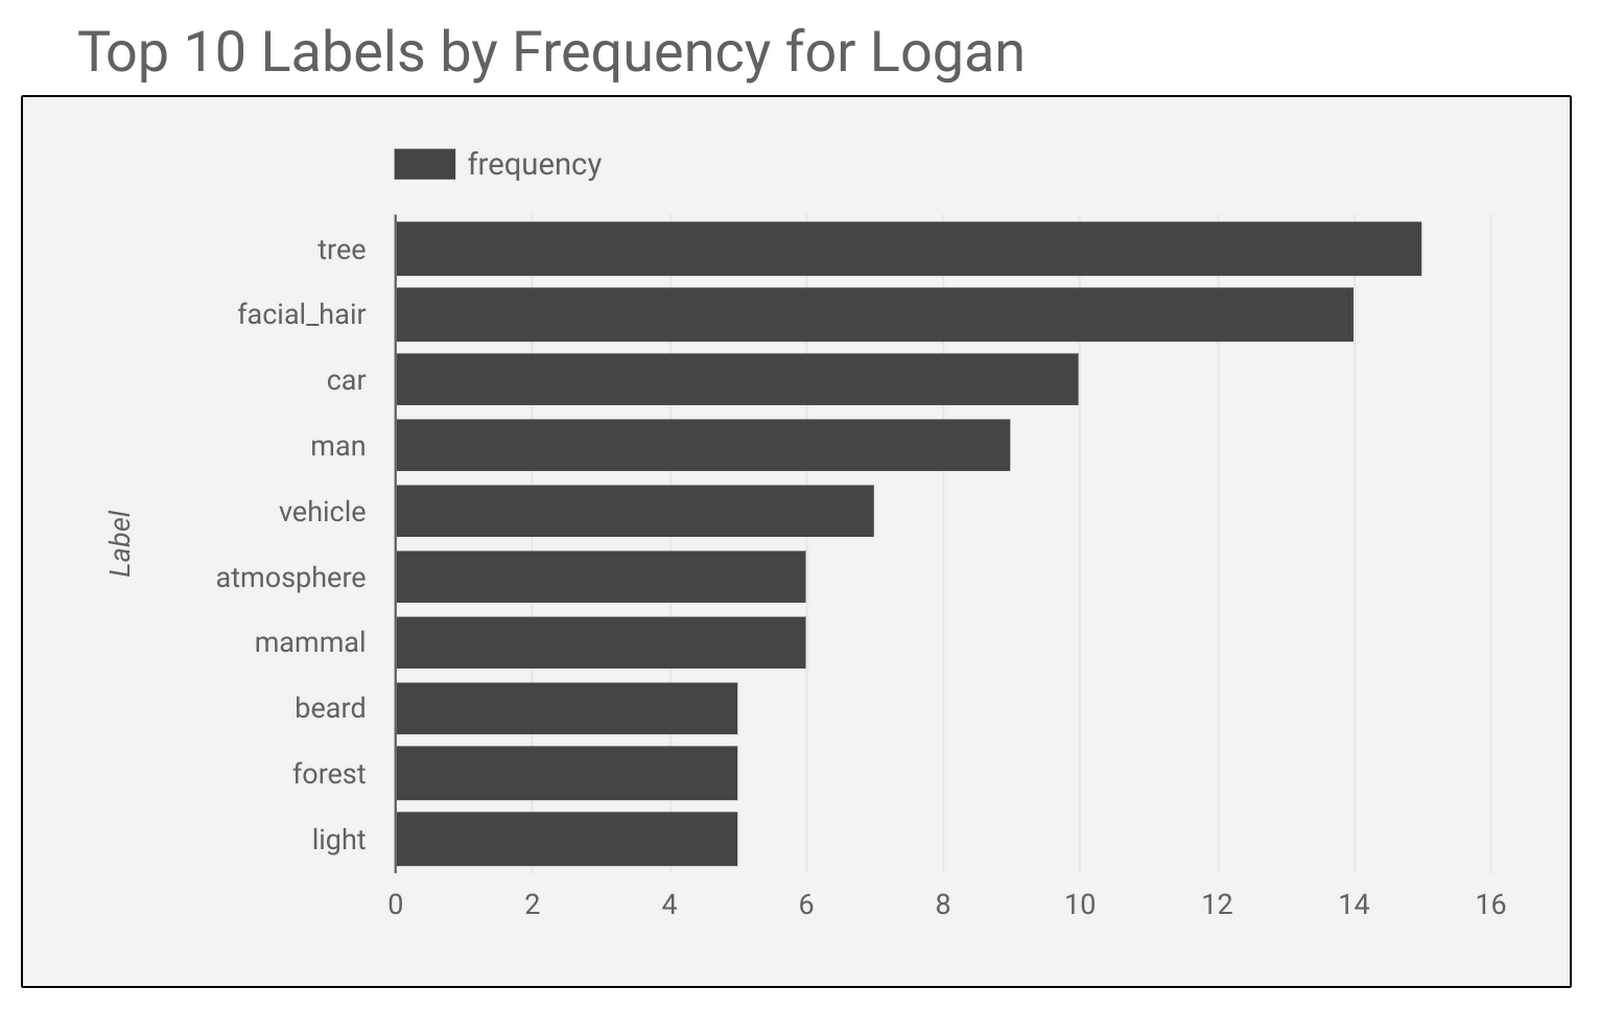 Top 10 Labels by Frequency for Logan
frequency
tree
facial_hair
car
man
vehicle
Label
atmosphere
mammal
beard
forest
light
0 2 4 6 8 10 12 14 16